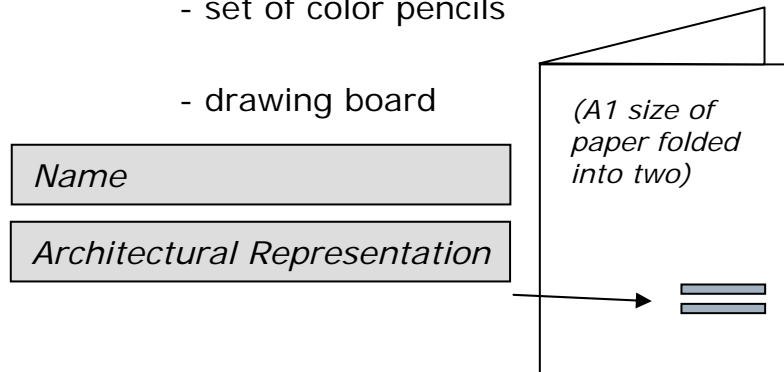 - set of color pencils
- drawing board
(A1 size of
paper folded
into two)
Name
Architectural Representation